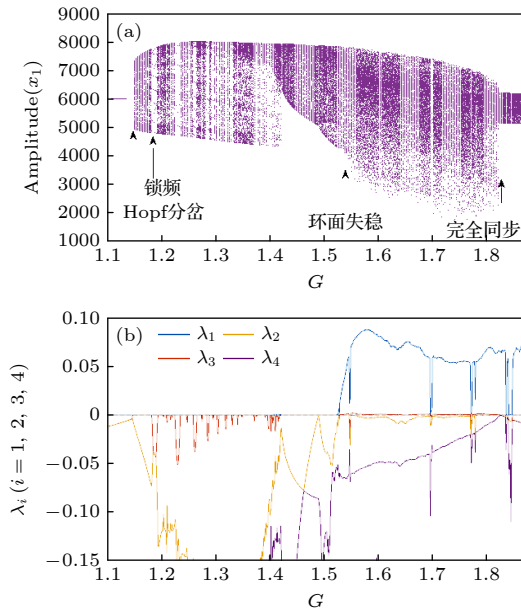 (a)
Amplitude(x₁)
9000
8000
7000
6000
5000
4000
3000
2000
1000
锁频
Hopf分岔
环面失稳
完全同步
1.1 1.2 1.3 1.4 1.5 1.6 1.7 1.8
G
(b)
λ₁ λ₂
λ₃ λ₄
λᵢ (i = 1, 2, 3, 4)
0.10
0.05
0
−0.05
−0.10
−0.15
1.1 1.2 1.3 1.4 1.5 1.6 1.7 1.8
G